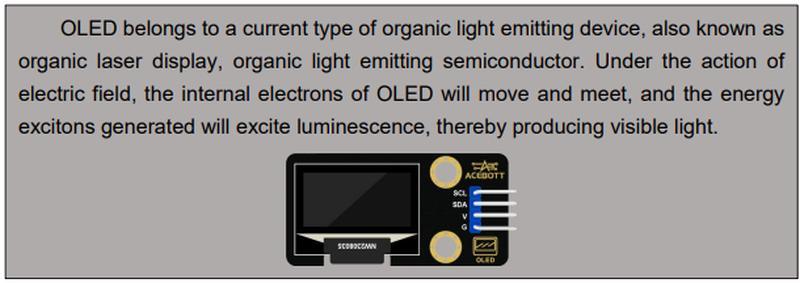 OLED belongs to a current type of organic light emitting device, also known as
organic laser display, organic light emitting semiconductor. Under the action of
electric field, the internal electrons of OLED will move and meet, and the energy
excitons generated will excite luminescence, thereby producing visible light.
ACEBOTT
SCL
SDA
V
G
OLED